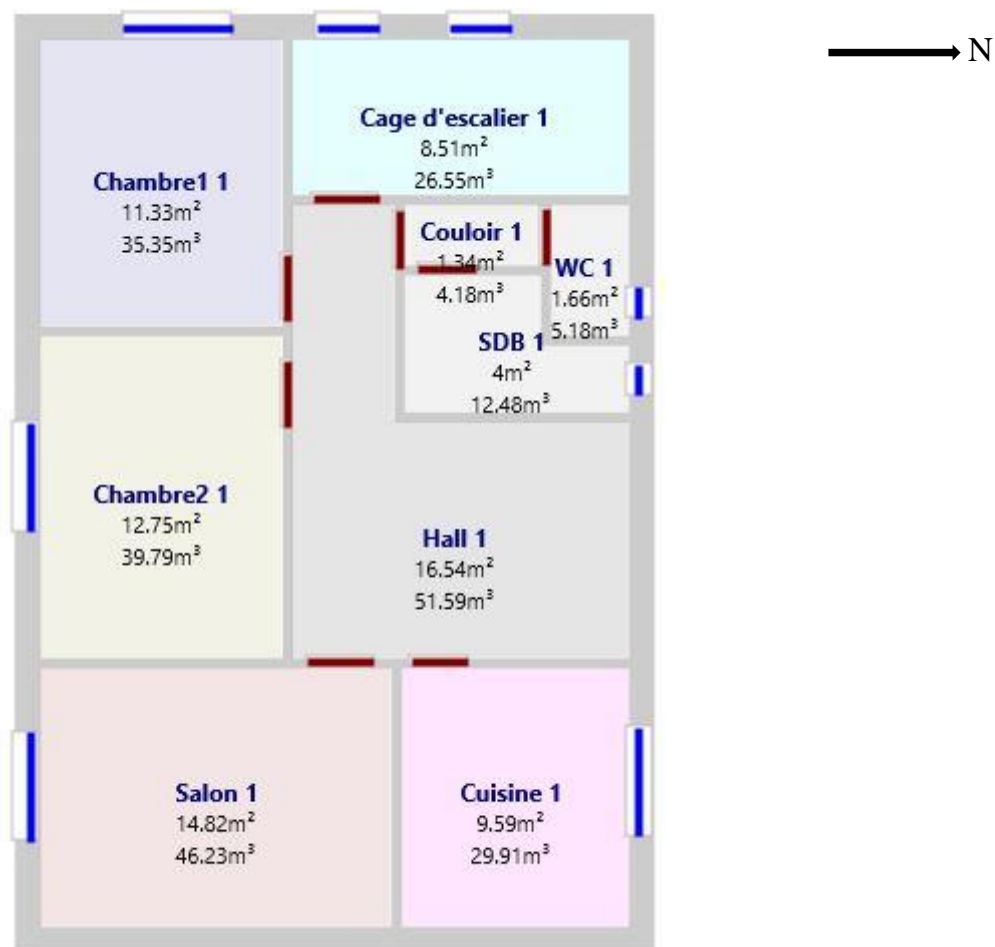 N
Cage d'escalier 1
8.51m²
26.55m³
Chambre1 1
11.33m²
35.35m³
Couloir 1
1.34m²
4.18m³
WC 1
1.66m²
5.18m³
SDB 1
4m²
12.48m³
Chambre2 1
12.75m²
39.79m³
Hall 1
16.54m²
51.59m³
Salon 1
14.82m²
46.23m³
Cuisine 1
9.59m²
29.91m³